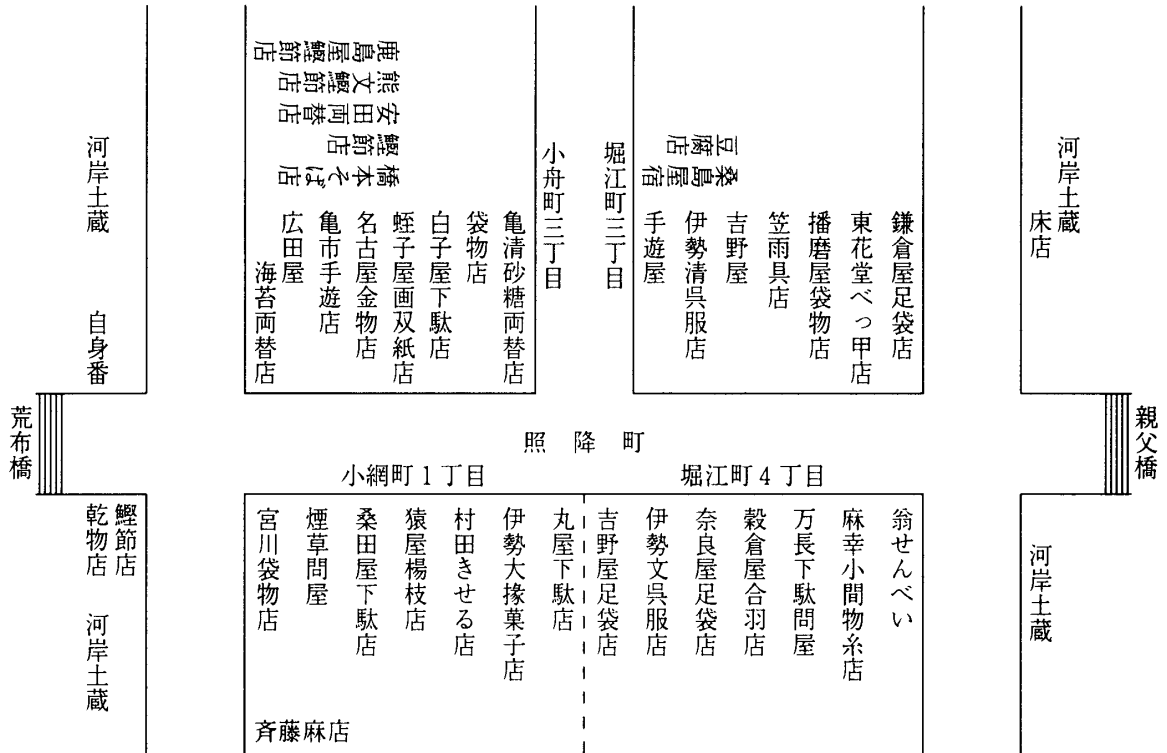 河岸土蔵
床店
鎌倉屋足袋店
東花堂べっ甲店
播磨屋袋物店
笠雨具店
吉野屋
伊勢清呉服店
手遊屋
桑島屋宿
豆腐店
堀江町三丁目
小舟町三丁目
亀清砂糖両替店
袋物店
白子屋下駄店
蛭子屋画双紙店
名古屋金物店
亀市手遊店
広田屋
海苔両替店
橋本そば店
鰹節店
安田両替店
熊文鰹節店
鹿島屋鰹節店
河岸土蔵
自身番
親父橋
照降町
荒布橋
堀江町4丁目
小網町1丁目
河岸土蔵
翁せんべい
麻幸小間物糸店
万長下駄問屋
穀倉屋合羽店
奈良屋足袋店
伊勢文呉服店
吉野屋足袋店
丸屋下駄店
伊勢大掾菓子店
村田きせる店
猿屋楊枝店
桑田屋下駄店
煙草問屋
宮川袋物店
斉藤麻店
鰹節店
乾物店
河岸土蔵